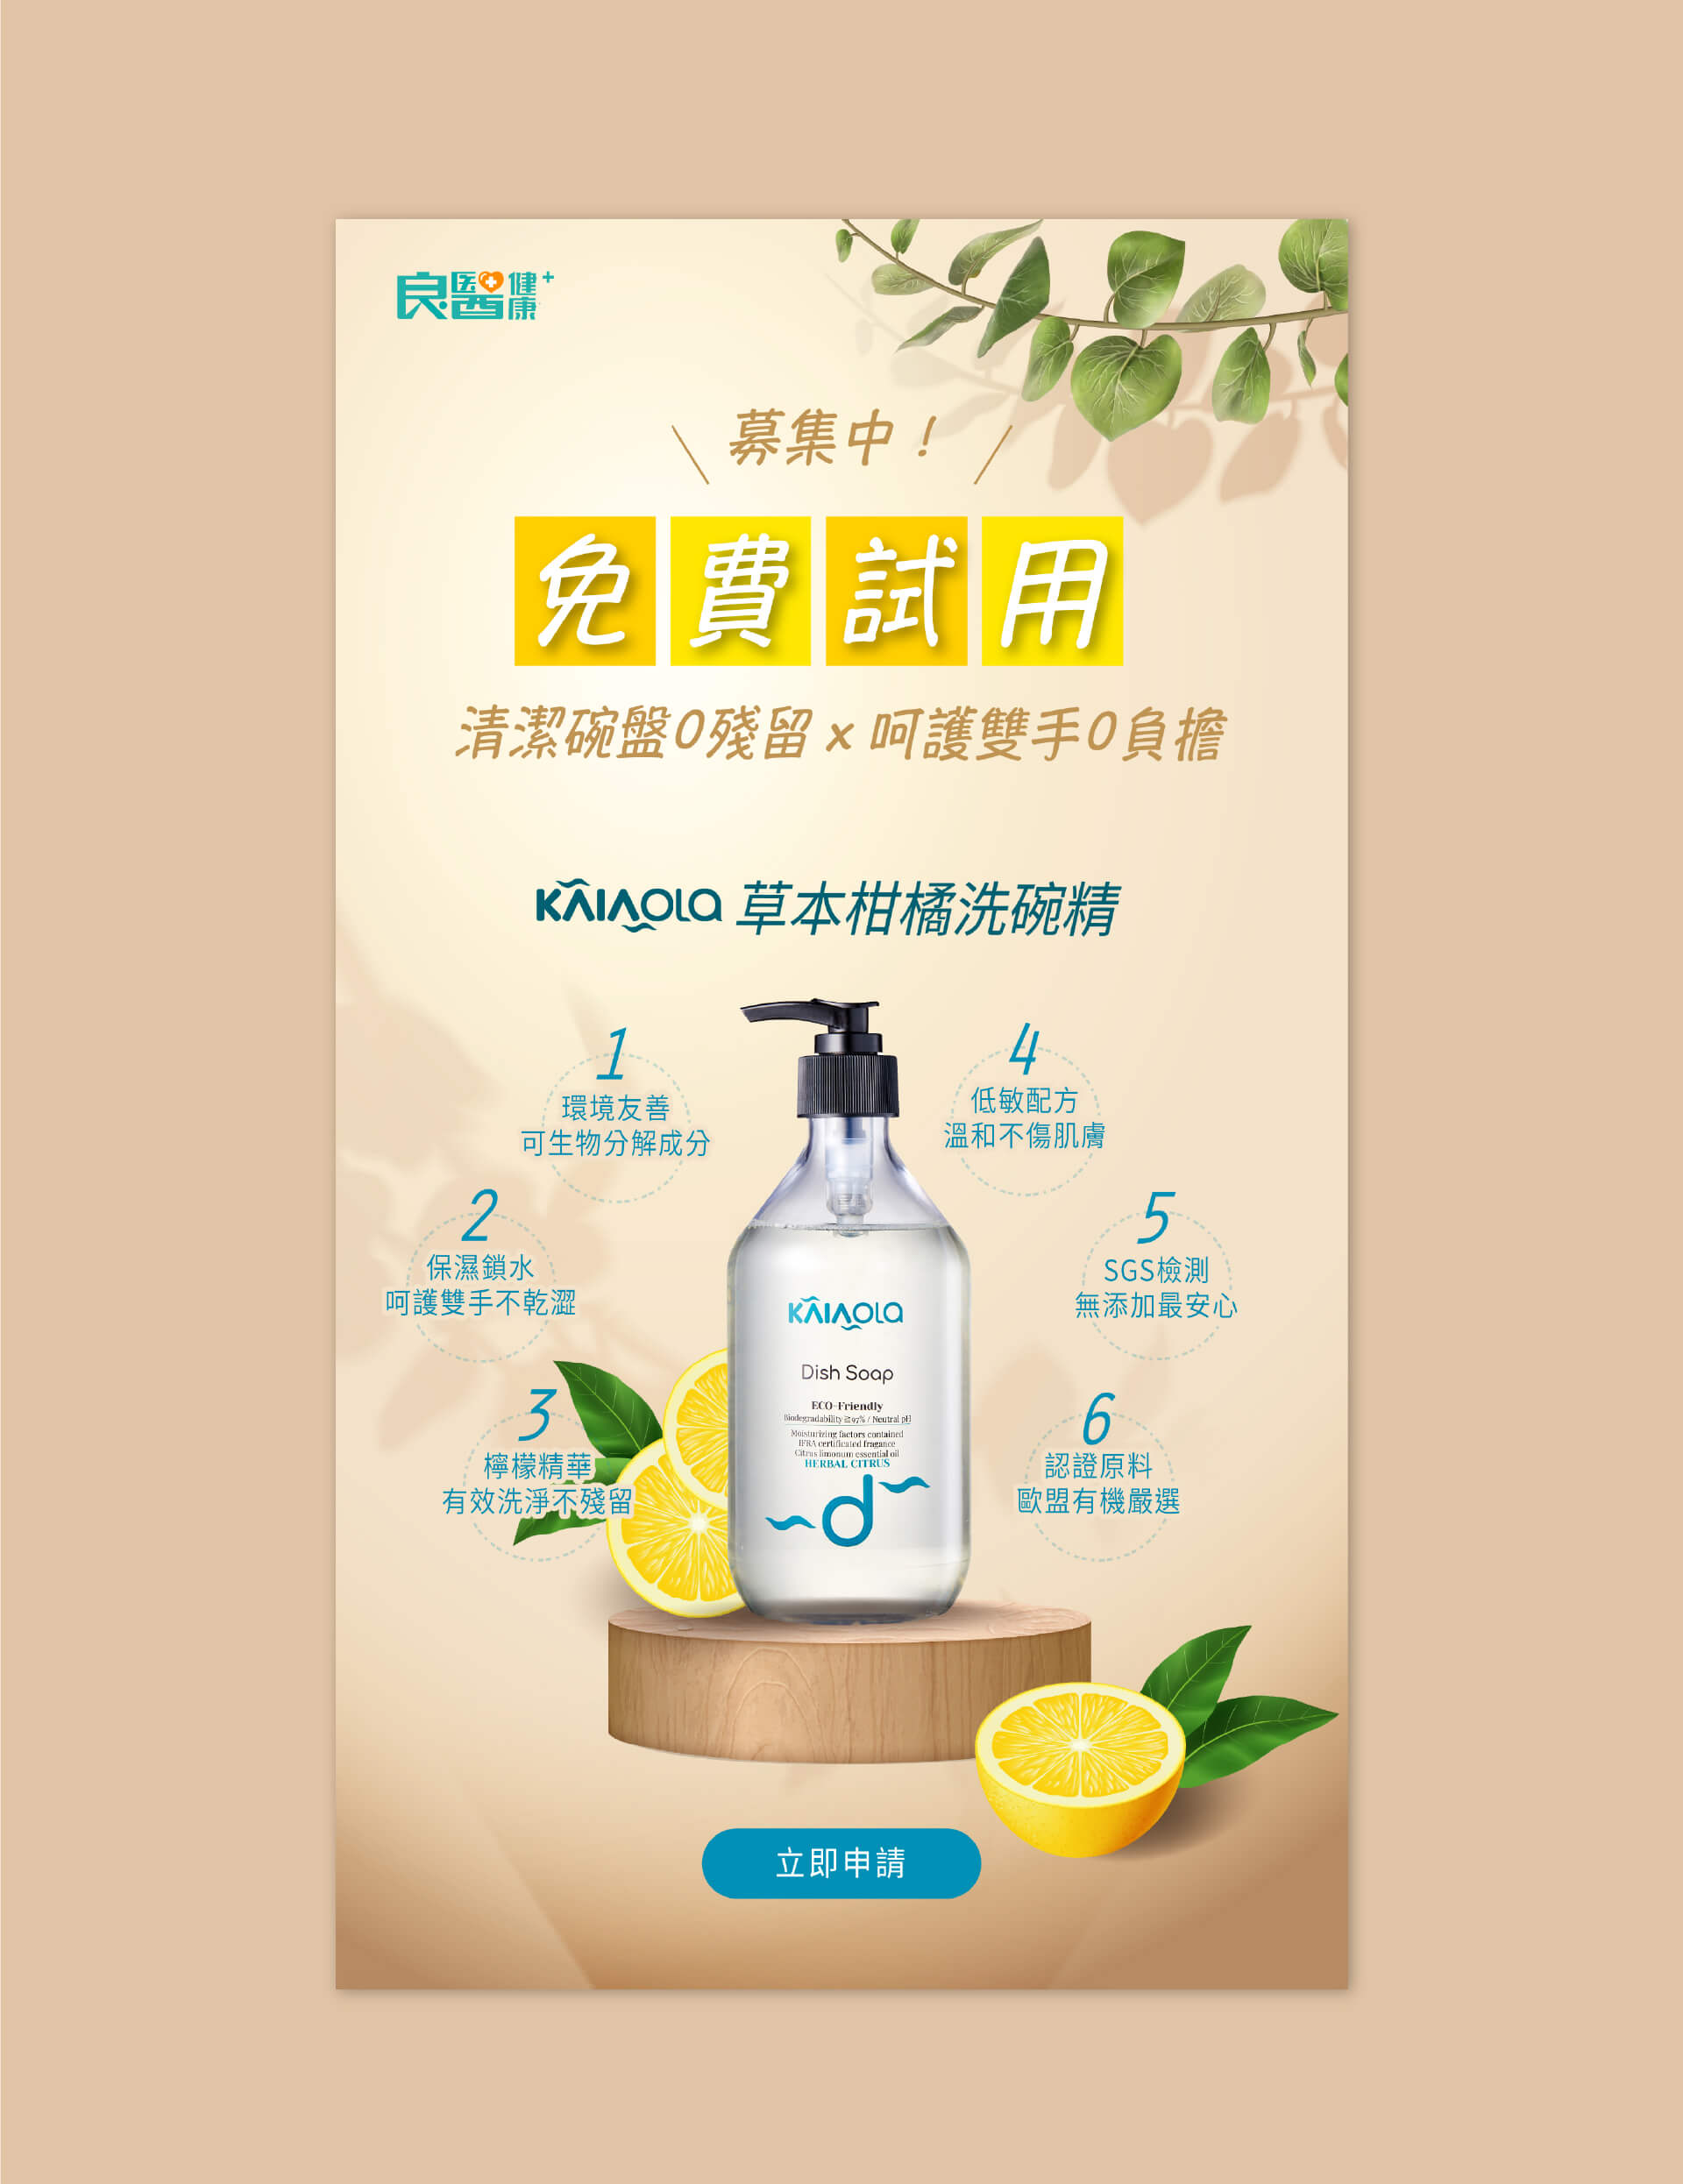 良醫健康+
募集中！
免費試用
清潔碗盤0殘留 x 呵護雙手0負擔
KAIAOLA 草本柑橘洗碗精
1
環境友善
可生物分解成分
2
保濕鎖水
呵護雙手不乾澀
3
檸檬精華
有效洗淨不殘留
4
低敏配方
溫和不傷肌膚
5
SGS檢測
無添加最安心
6
認證原料
歐盟有機嚴選
KAIAOLA
Dish Soap
ECO-Friendly
Biodegradability ≧97% / Neutral pH
Moisturizing factors contained
IFRA certificated fragance
Citrus limonum essential oil
HERBAL CITRUS
d
立即申請